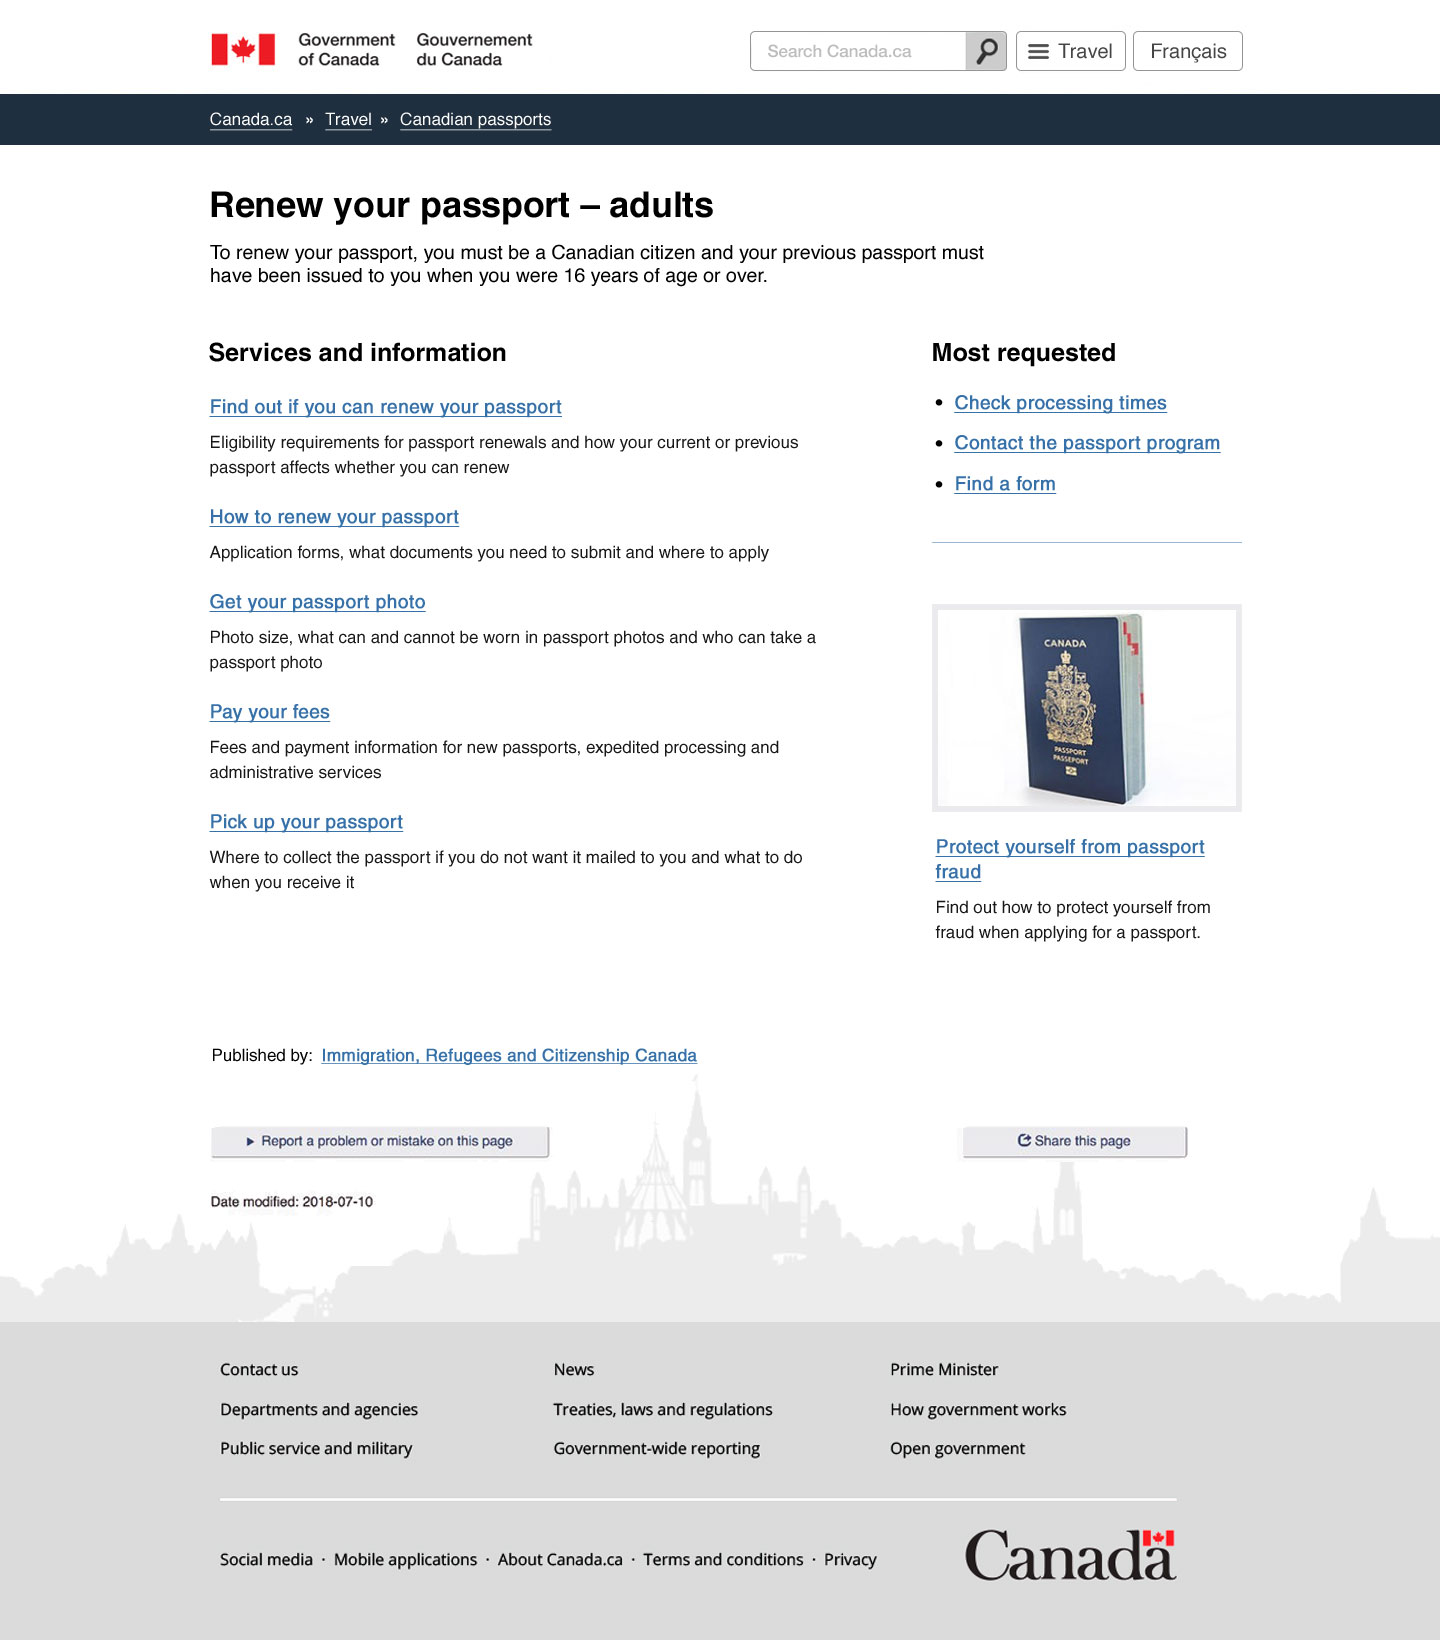 Government
of Canada
Gouvernement
du Canada
Search Canada.ca
Travel
Français
Canada.ca » Travel » Canadian passports
Renew your passport – adults
To renew your passport, you must be a Canadian citizen and your previous passport must
have been issued to you when you were 16 years of age or over.
Services and information
Find out if you can renew your passport
Eligibility requirements for passport renewals and how your current or previous
passport affects whether you can renew
How to renew your passport
Application forms, what documents you need to submit and where to apply
Get your passport photo
Photo size, what can and cannot be worn in passport photos and who can take a
passport photo
Pay your fees
Fees and payment information for new passports, expedited processing and
administrative services
Pick up your passport
Where to collect the passport if you do not want it mailed to you and what to do
when you receive it
Most requested
• Check processing times
• Contact the passport program
• Find a form
CANADA
PASSPORT
PASSEPORT
Protect yourself from passport
fraud
Find out how to protect yourself from
fraud when applying for a passport.
Published by: Immigration, Refugees and Citizenship Canada
Report a problem or mistake on this page
Share this page
Date modified: 2018-07-10
Contact us
Departments and agencies
Public service and military
News
Treaties, laws and regulations
Government-wide reporting
Prime Minister
How government works
Open government
Social media · Mobile applications · About Canada.ca · Terms and conditions · Privacy
Canada